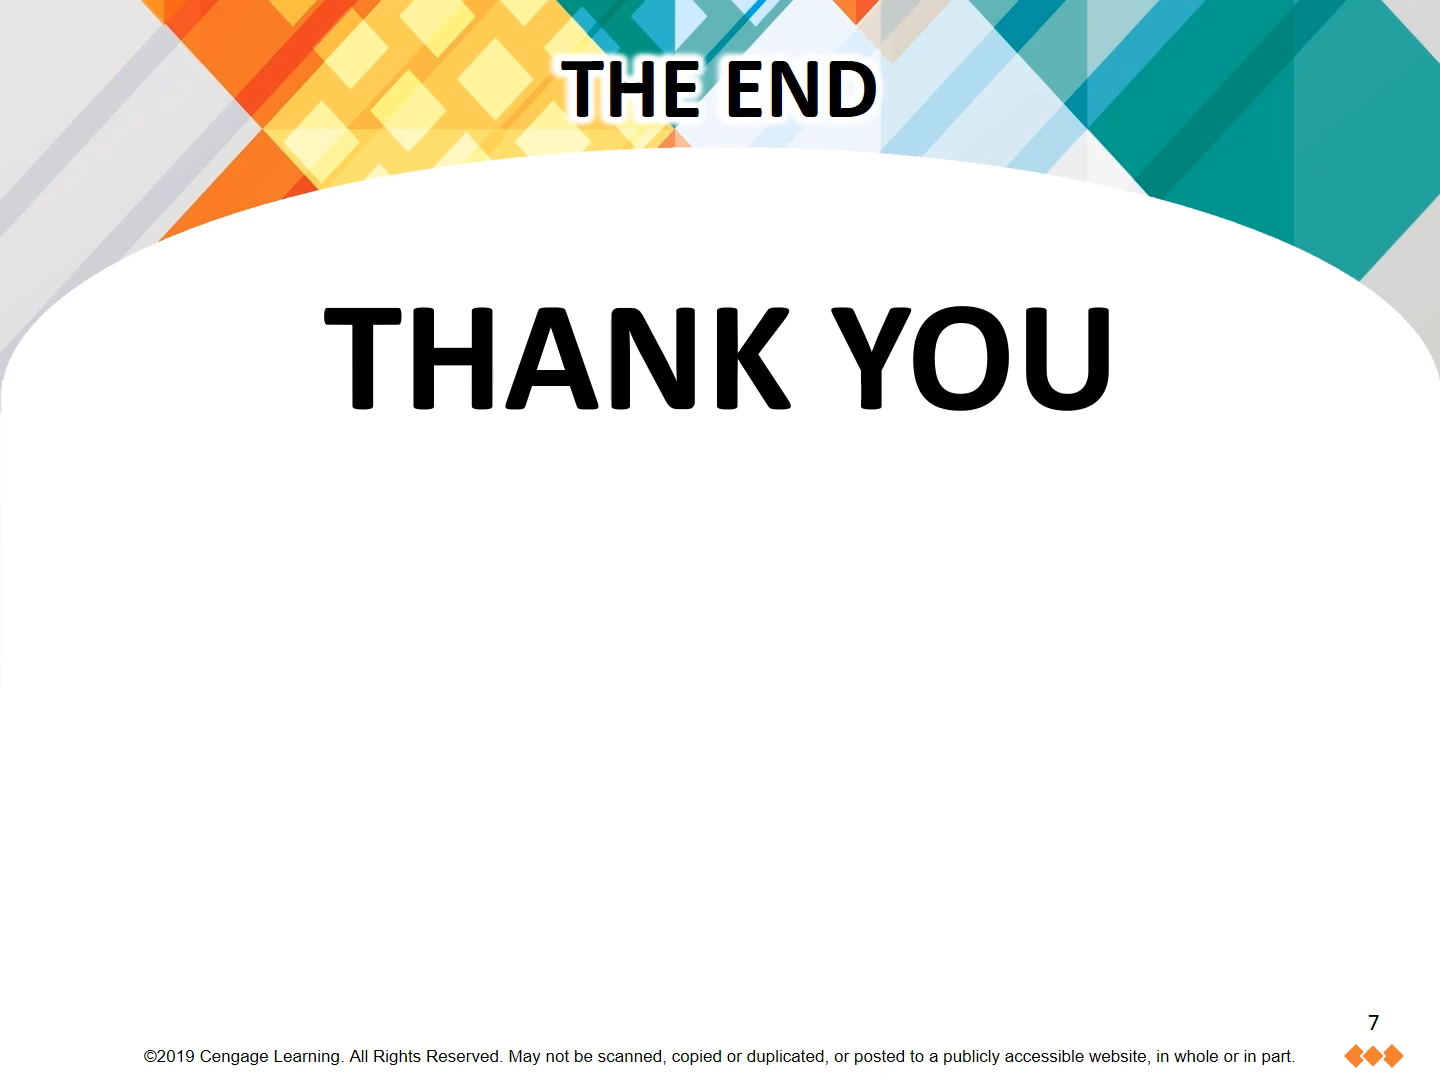 THE END
THANK YOU
7
©2019 Cengage Learning. All Rights Reserved. May not be scanned, copied or duplicated, or posted to a publicly accessible website, in whole or in part.